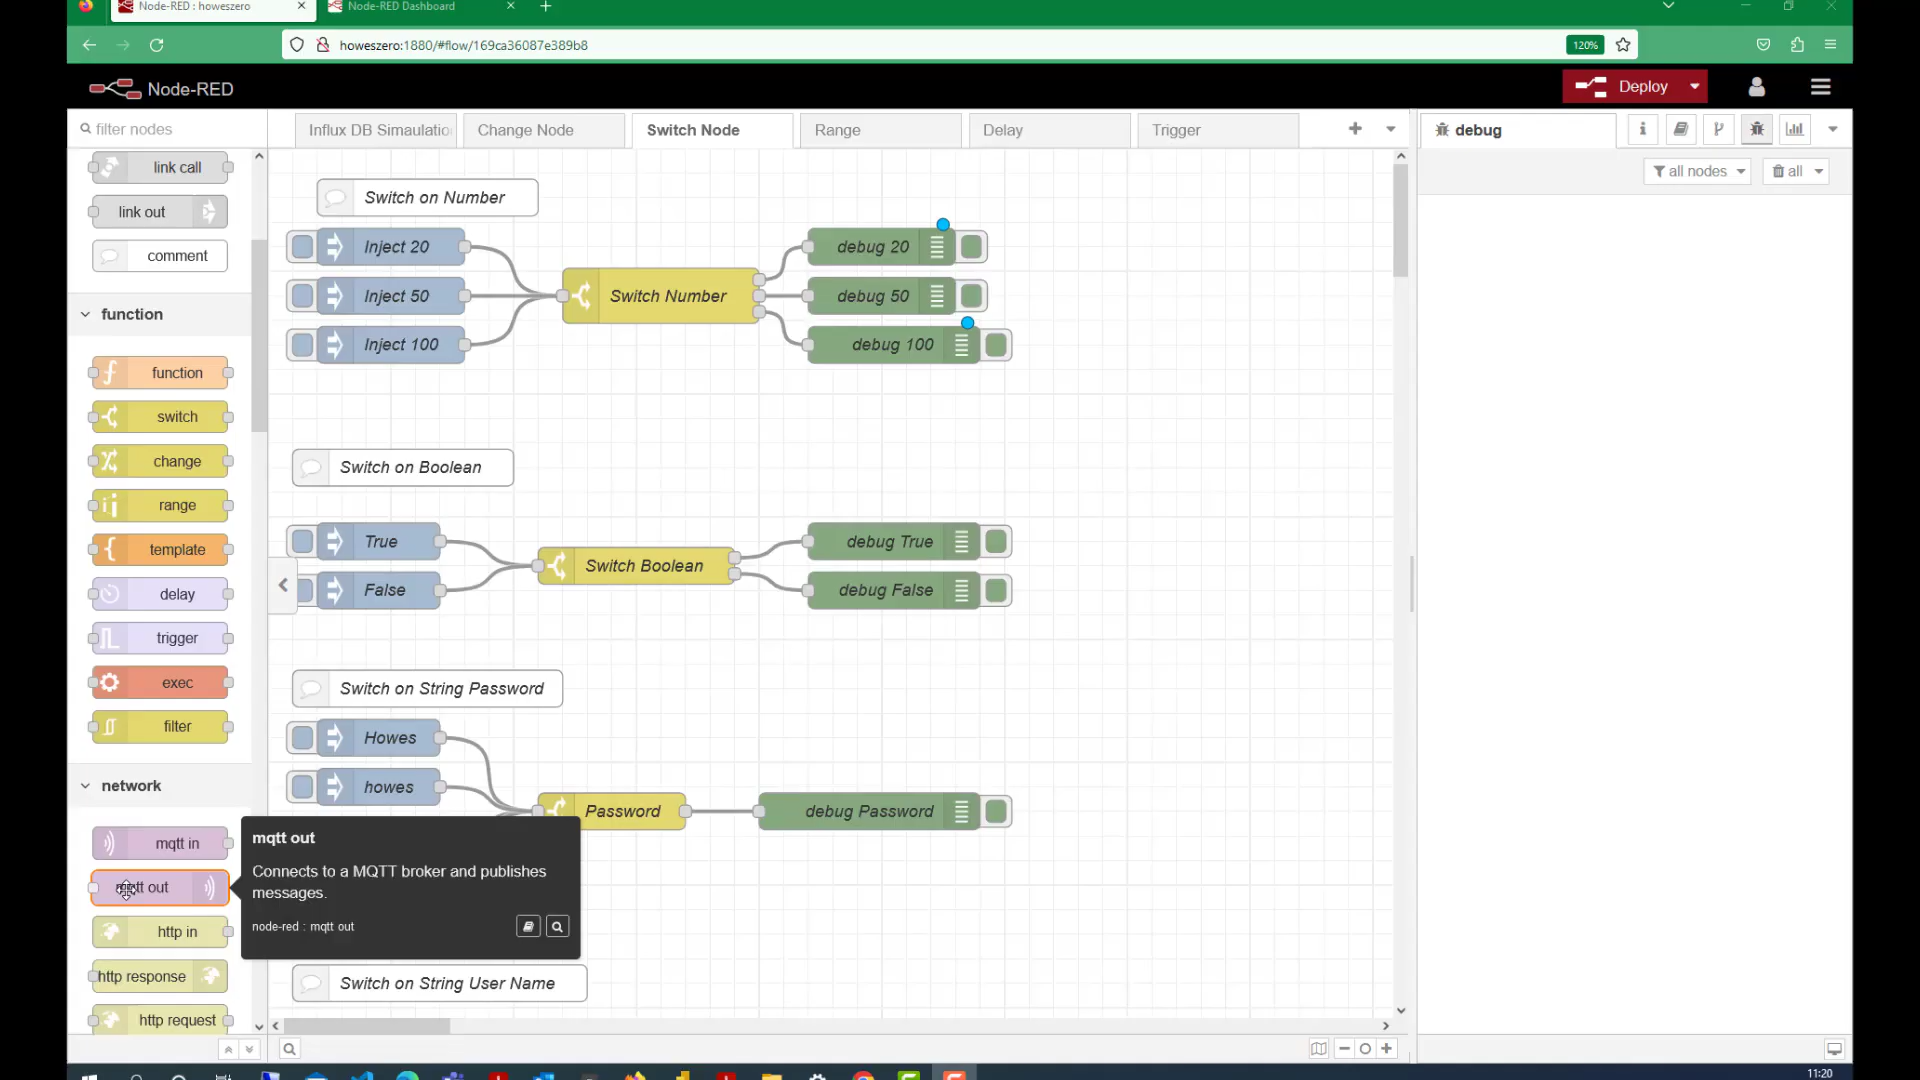 Node-RED : howeszero
Node-RED Dashboard
howeszero:1880/#flow/169ca36087e389b8
120%
Node-RED
Deploy
filter nodes
Influx DB Simaulatio
Change Node
Switch Node
Range
Delay
Trigger
debug
all nodes
all
link call
link out
comment
function
function
switch
change
range
template
delay
trigger
exec
filter
network
mqtt in
mqtt out
http in
http response
http request
Switch on Number
Inject 20
Inject 50
Inject 100
Switch Number
debug 20
debug 50
debug 100
Switch on Boolean
True
False
Switch Boolean
debug True
debug False
Switch on String Password
Howes
howes
Password
debug Password
mqtt out
Connects to a MQTT broker and publishes
messages.
node-red : mqtt out
Switch on String User Name
11:20